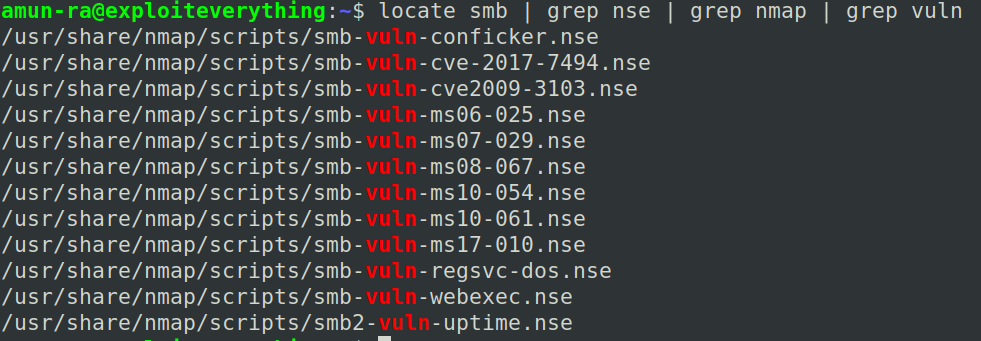 amun-ra@exploiteverything:~$ locate smb | grep nse | grep nmap | grep vuln
/usr/share/nmap/scripts/smb-vuln-conficker.nse
/usr/share/nmap/scripts/smb-vuln-cve-2017-7494.nse
/usr/share/nmap/scripts/smb-vuln-cve2009-3103.nse
/usr/share/nmap/scripts/smb-vuln-ms06-025.nse
/usr/share/nmap/scripts/smb-vuln-ms07-029.nse
/usr/share/nmap/scripts/smb-vuln-ms08-067.nse
/usr/share/nmap/scripts/smb-vuln-ms10-054.nse
/usr/share/nmap/scripts/smb-vuln-ms10-061.nse
/usr/share/nmap/scripts/smb-vuln-ms17-010.nse
/usr/share/nmap/scripts/smb-vuln-regsvc-dos.nse
/usr/share/nmap/scripts/smb-vuln-webexec.nse
/usr/share/nmap/scripts/smb2-vuln-uptime.nse